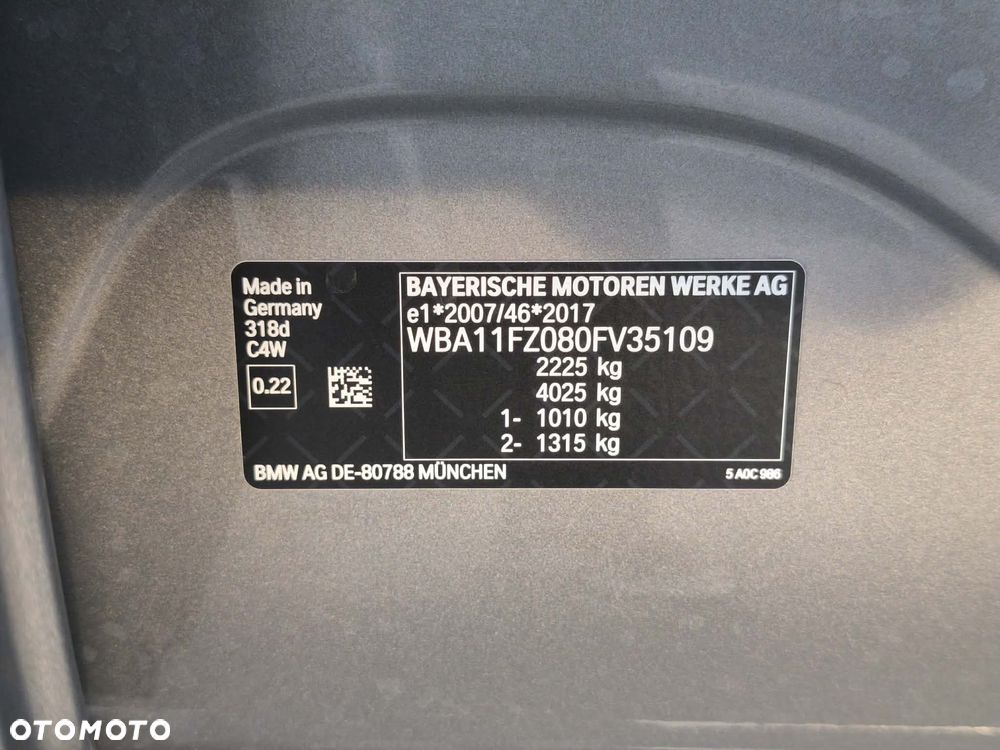 Made in
Germany
318d
C4W
0.22
BAYERISCHE MOTOREN WERKE AG
e1*2007/46*2017
WBA11FZ080FV35109
2225 kg
4025 kg
1- 1010 kg
2- 1315 kg
BMW AG DE-80788 MÜNCHEN
5 A0C 986
OTOMOTO